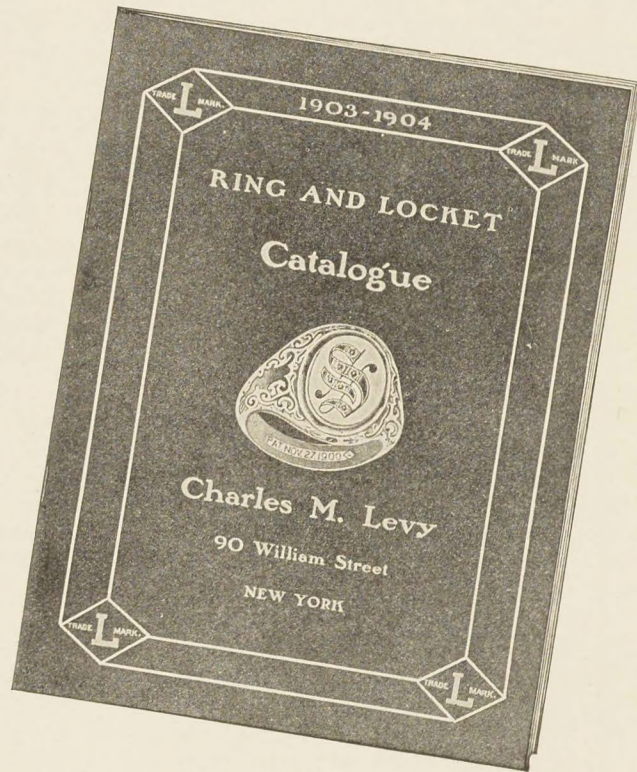 1903-1904
TRADE L MARK.
TRADE L MARK
RING AND LOCKET
Catalogue
S
PAT. NOV. 27. 1900
Charles M. Levy
90 William Street
NEW YORK
TRADE L MARK.
TRADE L MARK.